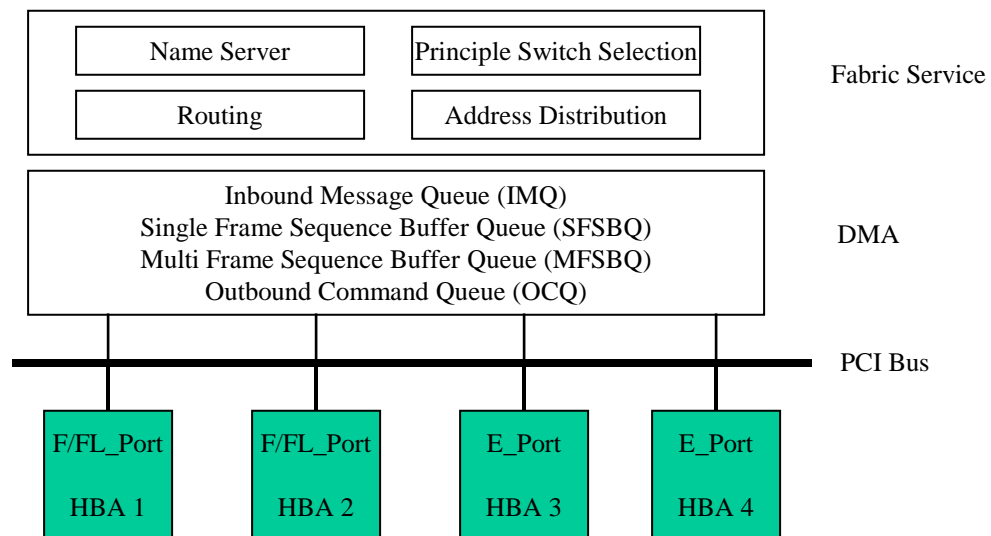 Name Server
Principle Switch Selection
Routing
Address Distribution
Fabric Service
Inbound Message Queue (IMQ)
Single Frame Sequence Buffer Queue (SFSBQ)
Multi Frame Sequence Buffer Queue (MFSBQ)
Outbound Command Queue (OCQ)
DMA
PCI Bus
F/FL_Port
HBA 1
F/FL_Port
HBA 2
E_Port
HBA 3
E_Port
HBA 4